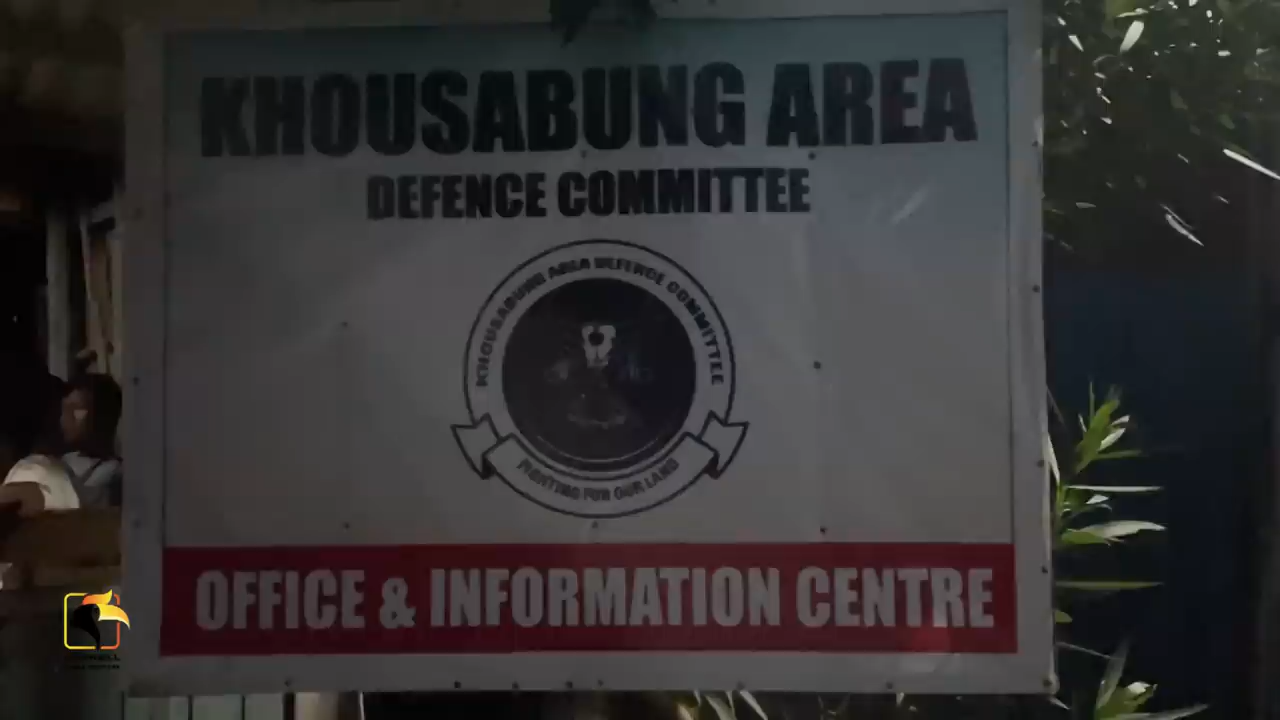 KHOUSABUNG AREA
DEFENCE COMMITTEE
KHOUSABUNG AREA DEFENCE COMMITTEE
FIGHTING FOR OUR LAND
OFFICE & INFORMATION CENTRE